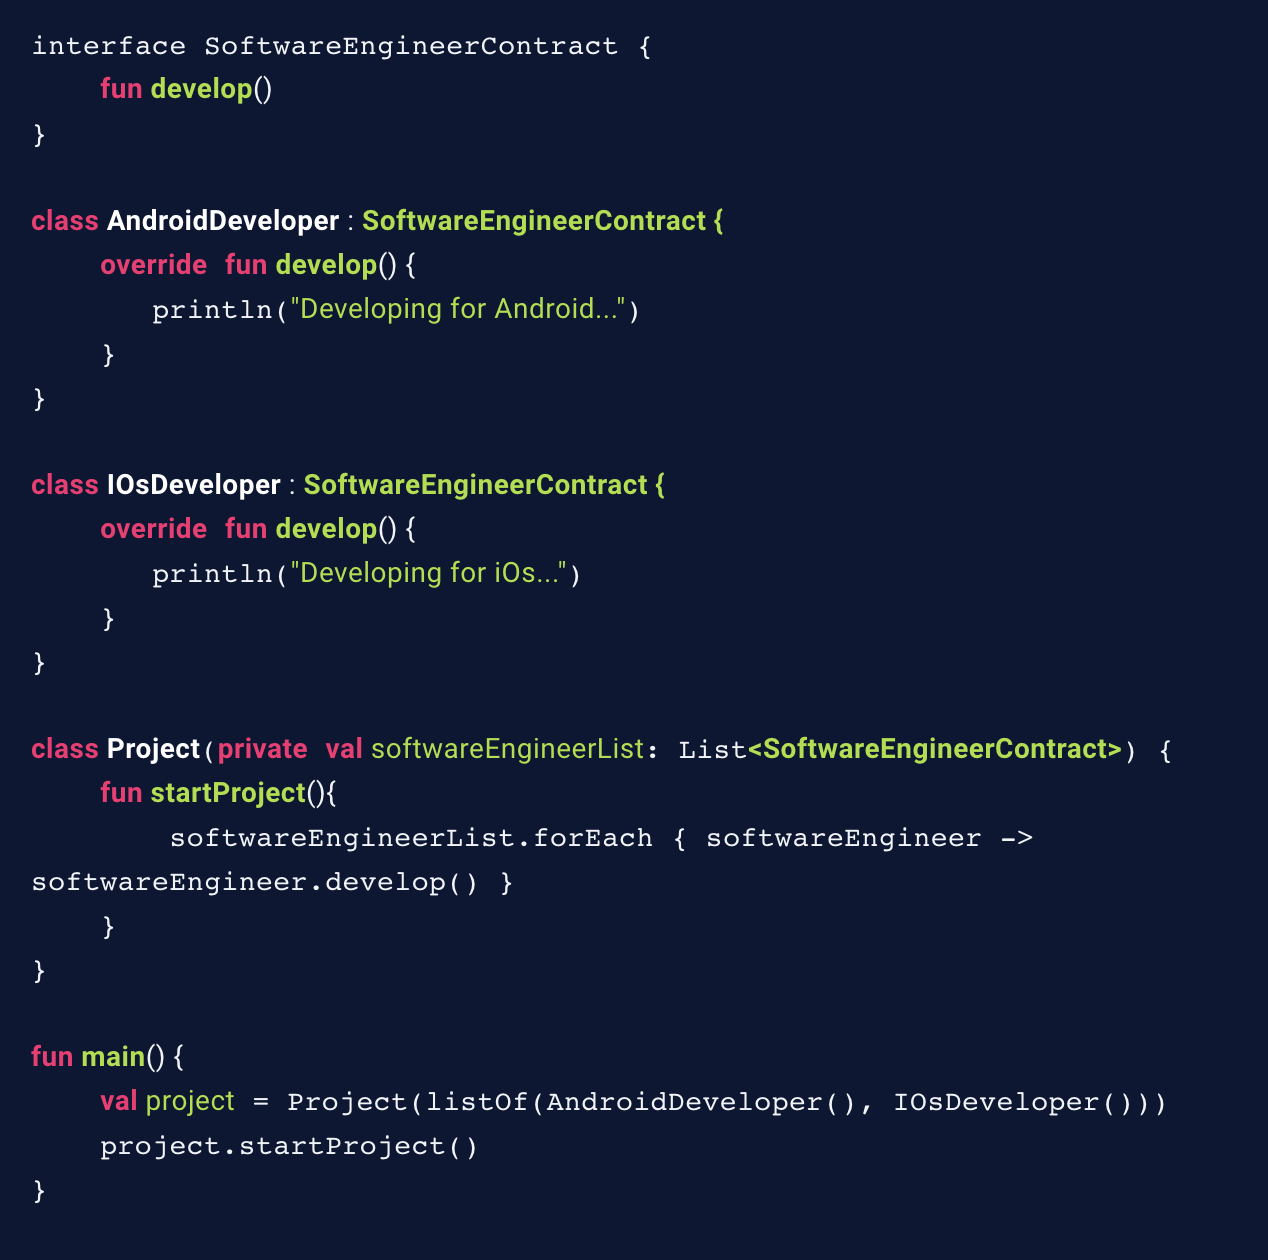 interface SoftwareEngineerContract {
fun develop()
}
class AndroidDeveloper : SoftwareEngineerContract {
override fun develop() {
println("Developing for Android...")
}
}
class IOsDeveloper : SoftwareEngineerContract {
override fun develop() {
println("Developing for iOs...")
}
}
class Project(private val softwareEngineerList: List<SoftwareEngineerContract>) {
fun startProject(){
softwareEngineerList.forEach { softwareEngineer ->
softwareEngineer.develop() }
}
}
fun main() {
val project = Project(listOf(AndroidDeveloper(), IOsDeveloper()))
project.startProject()
}